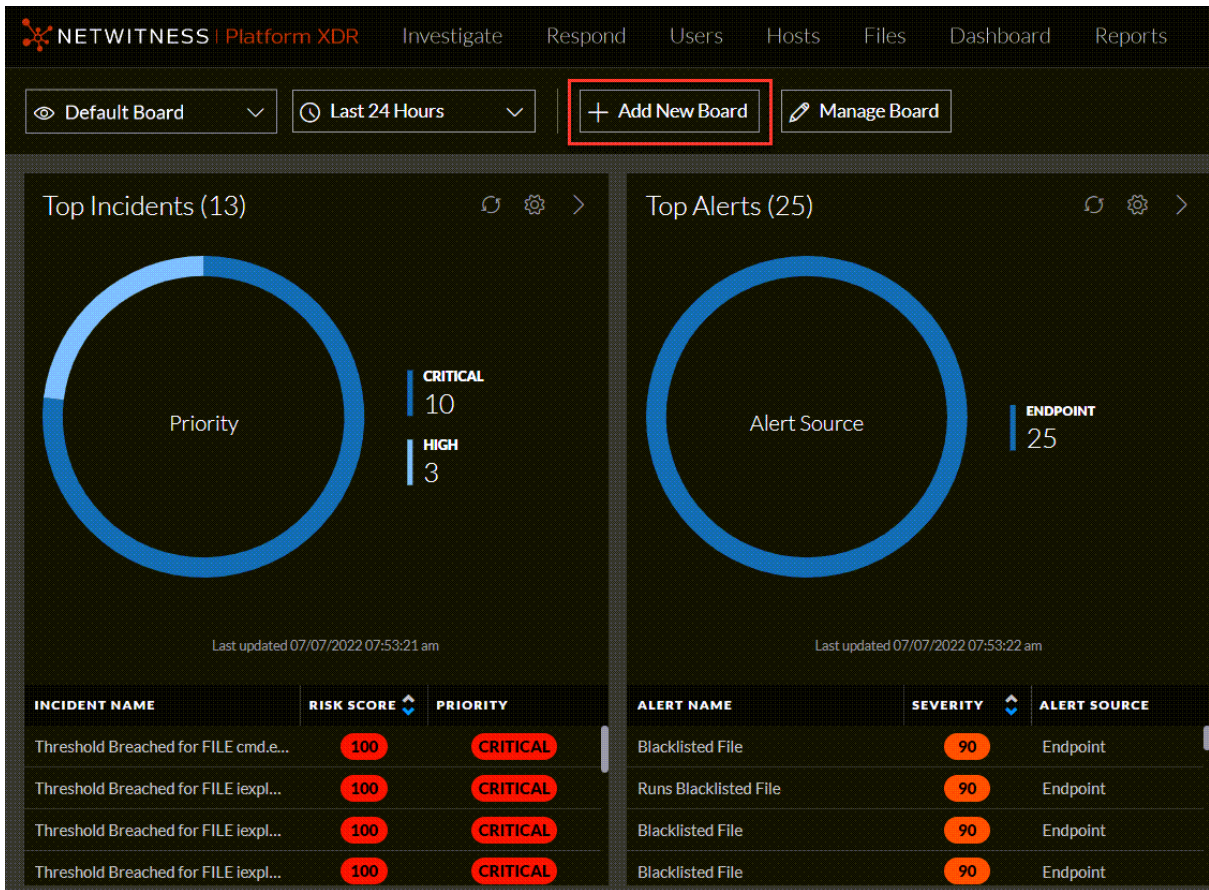 NETWITNESS | Platform XDR Investigate Respond Users Hosts Files Dashboard Reports
Default Board Last 24 Hours + Add New Board Manage Board
Top Incidents (13)
Priority
CRITICAL
10
HIGH
3
Last updated 07/07/2022 07:53:21 am
INCIDENT NAME RISK SCORE PRIORITY
Threshold Breached for FILE cmd.e... 100 CRITICAL
Threshold Breached for FILE iexpl... 100 CRITICAL
Threshold Breached for FILE iexpl... 100 CRITICAL
Threshold Breached for FILE iexpl... 100 CRITICAL
Top Alerts (25)
Alert Source
ENDPOINT
25
Last updated 07/07/2022 07:53:22 am
ALERT NAME SEVERITY ALERT SOURCE
Blacklisted File 90 Endpoint
Runs Blacklisted File 90 Endpoint
Blacklisted File 90 Endpoint
Blacklisted File 90 Endpoint